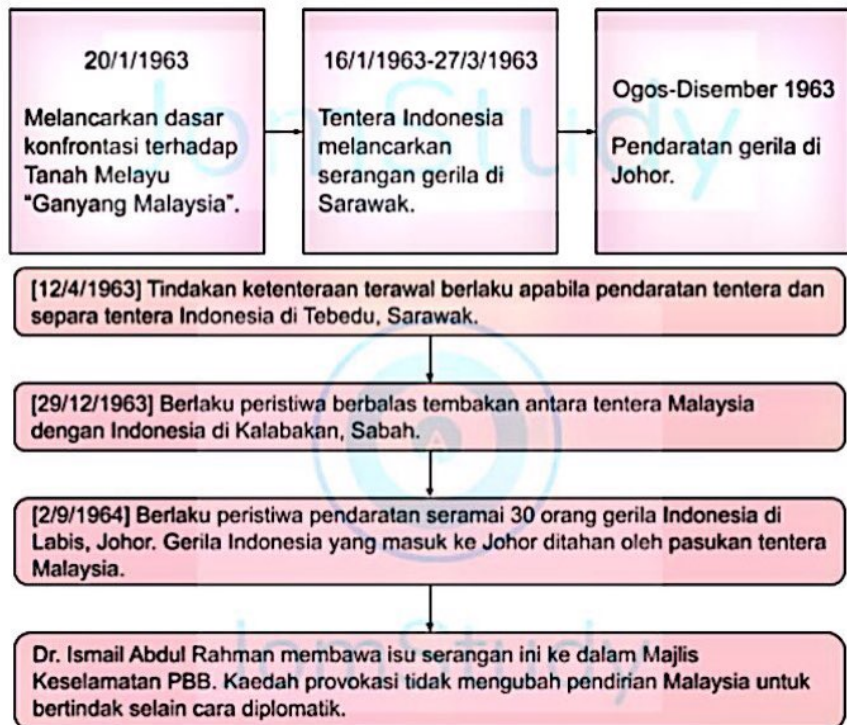 20/1/1963
Melancarkan dasar
konfrontasi terhadap
Tanah Melayu
"Ganyang Malaysia".
16/1/1963-27/3/1963
Tentera Indonesia
melancarkan
serangan gerila di
Sarawak.
Ogos-Disember 1963
Pendaratan gerila di
Johor.
[12/4/1963] Tindakan ketenteraan terawal berlaku apabila pendaratan tentera dan
separa tentera Indonesia di Tebedu, Sarawak.
[29/12/1963] Berlaku peristiwa berbalas tembakan antara tentera Malaysia
dengan Indonesia di Kalabakan, Sabah.
[2/9/1964] Berlaku peristiwa pendaratan seramai 30 orang gerila Indonesia di
Labis, Johor. Gerila Indonesia yang masuk ke Johor ditahan oleh pasukan tentera
Malaysia.
Dr. Ismail Abdul Rahman membawa isu serangan ini ke dalam Majlis
Keselamatan PBB. Kaedah provokasi tidak mengubah pendirian Malaysia untuk
bertindak selain cara diplomatik.
JomStudy
A
JomStudy